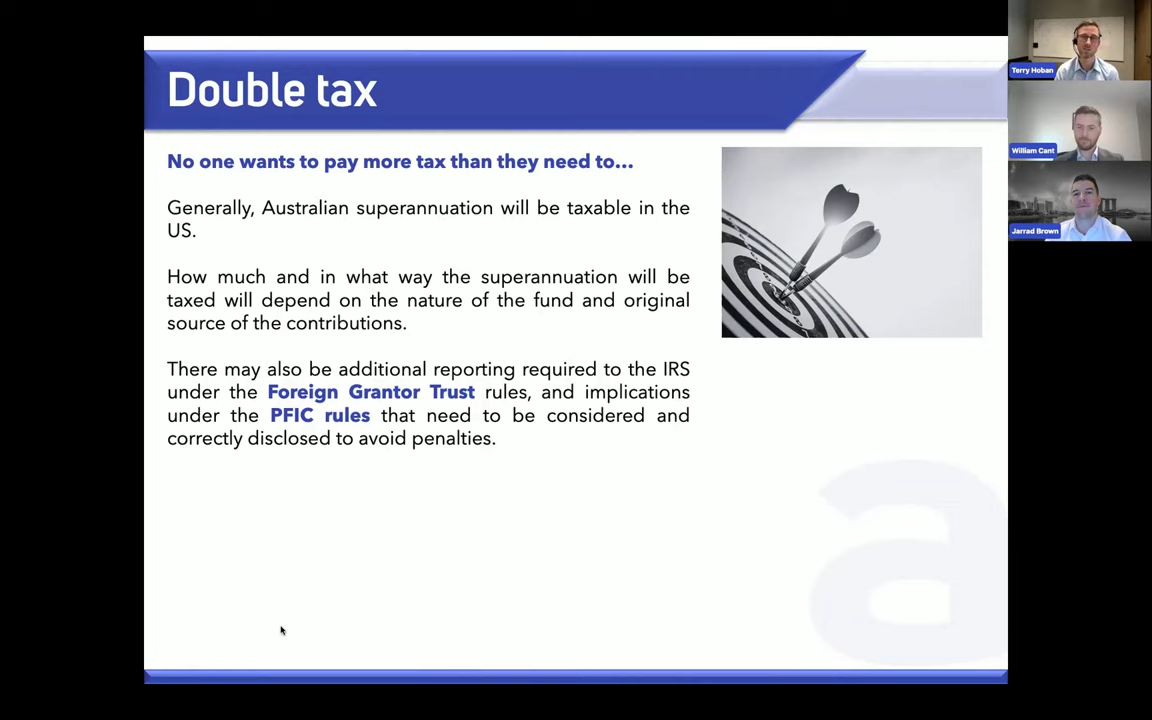 Double tax
No one wants to pay more tax than they need to...
Generally, Australian superannuation will be taxable in the
US.
How much and in what way the superannuation will be
taxed will depend on the nature of the fund and original
source of the contributions.
There may also be additional reporting required to the IRS
under the Foreign Grantor Trust rules, and implications
under the PFIC rules that need to be considered and
correctly disclosed to avoid penalties.
a
Terry Hoban
William Cant
Jarrad Brown